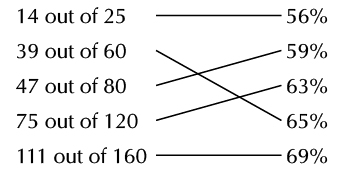 14 out of 25 56%
39 out of 60 59%
47 out of 80 63%
75 out of 120 65%
111 out of 160 69%